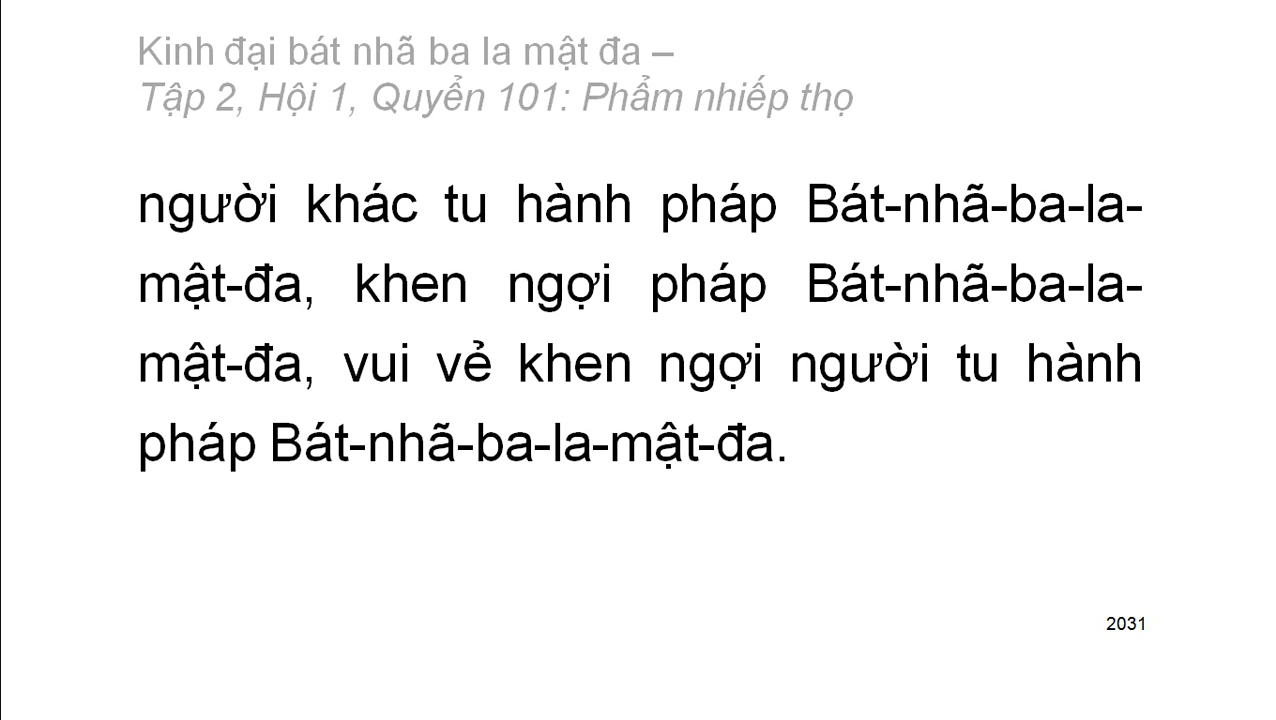 Kinh đại bát nhã ba la mật đa –
Tập 2, Hội 1, Quyển 101: Phẩm nhiếp thọ
người khác tu hành pháp Bát-nhã-ba-la-
mật-đa, khen ngợi pháp Bát-nhã-ba-la-
mật-đa, vui vẻ khen ngợi người tu hành
pháp Bát-nhã-ba-la-mật-đa.
2031